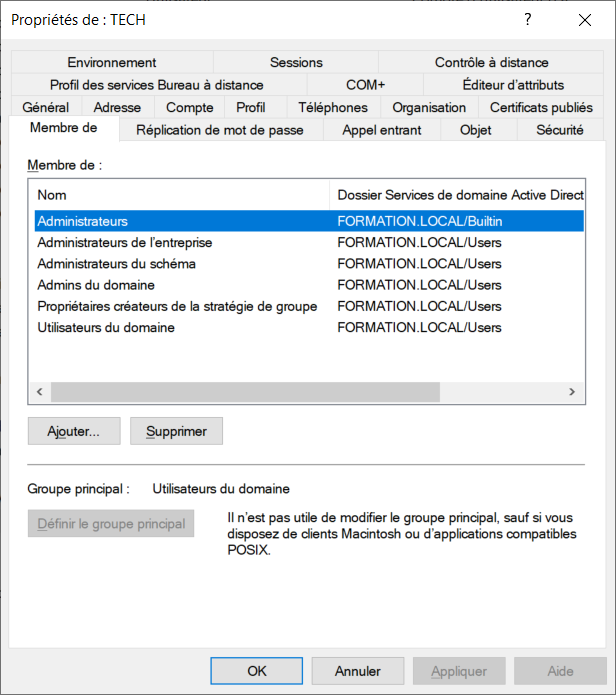 Propriétés de : TECH
?
Environnement
Sessions
Contrôle à distance
Profil des services Bureau à distance
COM+
Éditeur d'attributs
Général
Adresse
Compte
Profil
Téléphones
Organisation
Certificats publiés
Membre de
Réplication de mot de passe
Appel entrant
Objet
Sécurité
Membre de :
Nom
Dossier Services de domaine Active Direct
Administrateurs
FORMATION.LOCAL/Builtin
Administrateurs de l'entreprise
FORMATION.LOCAL/Users
Administrateurs du schéma
FORMATION.LOCAL/Users
Admins du domaine
FORMATION.LOCAL/Users
Propriétaires créateurs de la stratégie de groupe
FORMATION.LOCAL/Users
Utilisateurs du domaine
FORMATION.LOCAL/Users
Ajouter...
Supprimer
Groupe principal :
Utilisateurs du domaine
Définir le groupe principal
Il n'est pas utile de modifier le groupe principal, sauf si vous
disposez de clients Macintosh ou d'applications compatibles
POSIX.
OK
Annuler
Appliquer
Aide